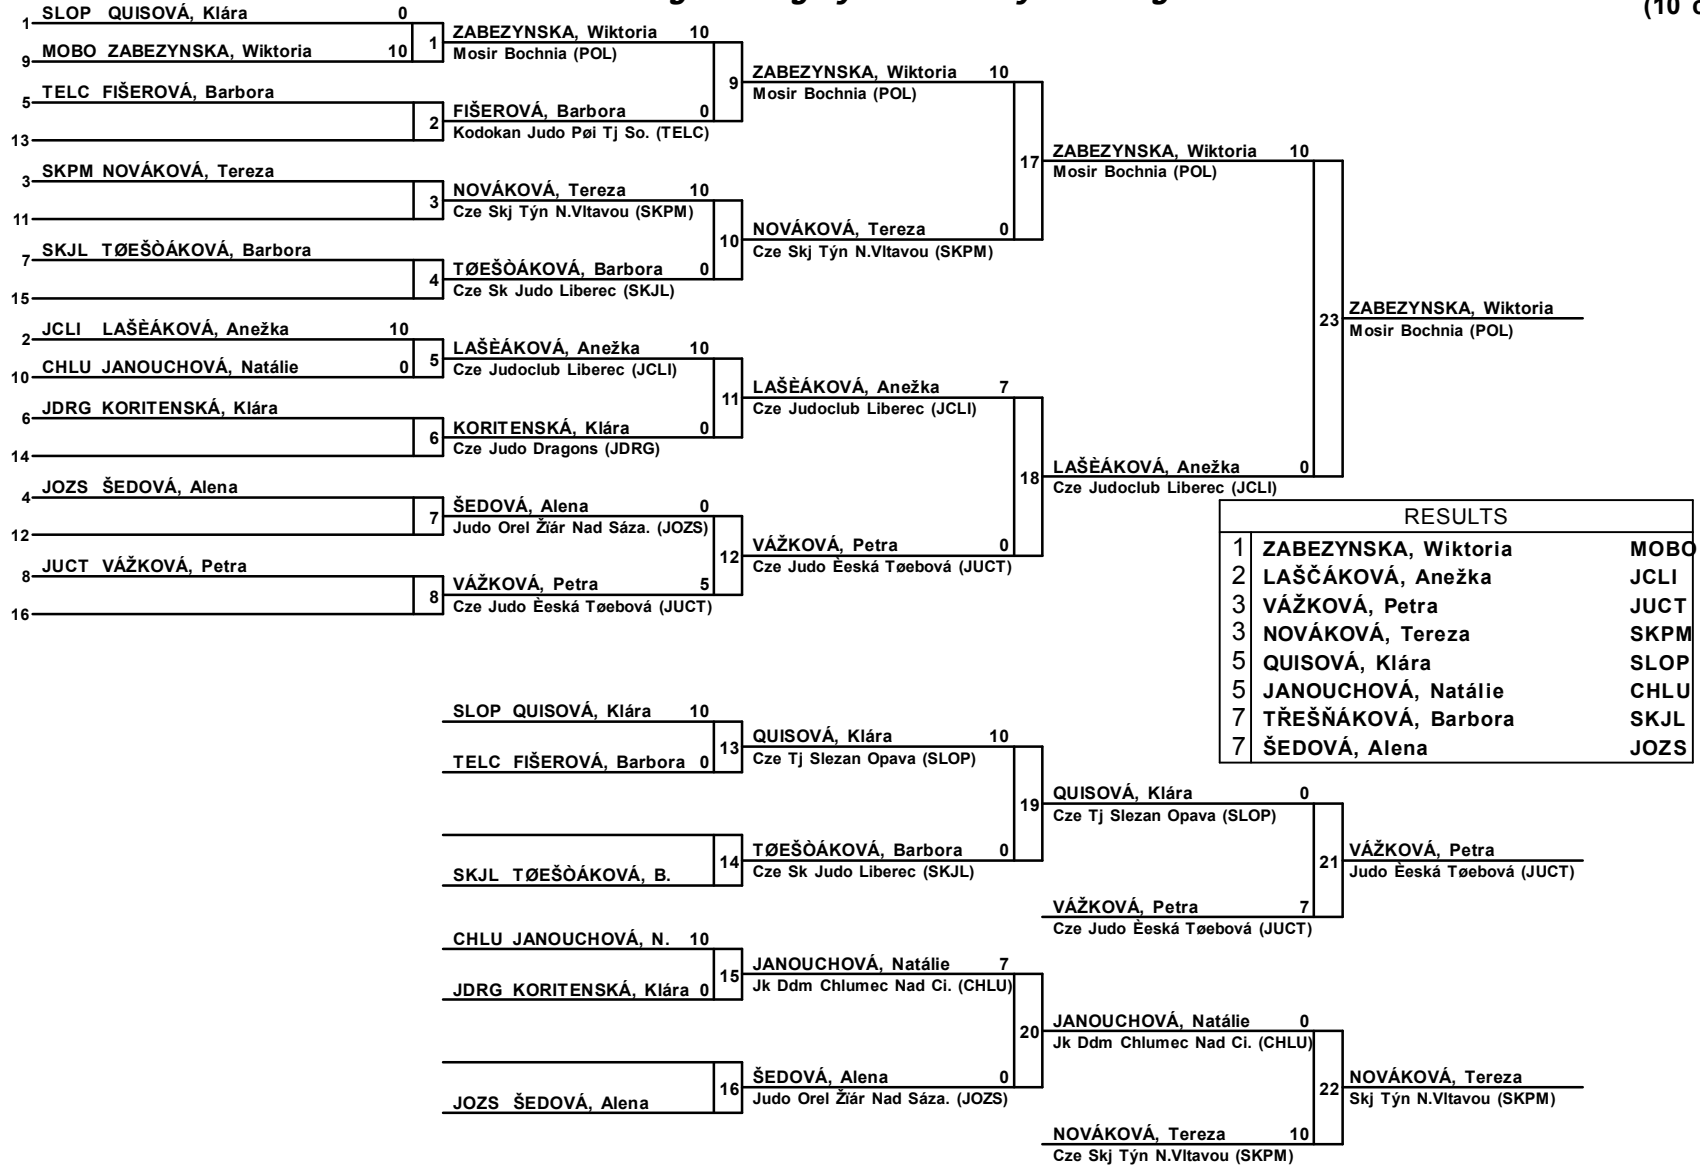 (10 c
1 SLOP QUISOVÁ, Klára 0
9 MOBO ZABEZYNSKA, Wiktoria 10
1
5 TELC FIŠEROVÁ, Barbora
13
2
3 SKPM NOVÁKOVÁ, Tereza
11
3
7 SKJL TØEŠÒÁKOVÁ, Barbora
15
4
2 JCLI LAŠÈÁKOVÁ, Anežka 10
10 CHLU JANOUCHOVÁ, Natálie 0
5
6 JDRG KORITENSKÁ, Klára
14
6
4 JOZS ŠEDOVÁ, Alena
12
7
8 JUCT VÁŽKOVÁ, Petra
16
8
ZABEZYNSKA, Wiktoria 10
Mosir Bochnia (POL)
9
FIŠEROVÁ, Barbora 0
Kodokan Judo Pøi Tj So. (TELC)
NOVÁKOVÁ, Tereza 10
Cze Skj Týn N.Vltavou (SKPM)
10
TØEŠÒÁKOVÁ, Barbora 0
Cze Sk Judo Liberec (SKJL)
LAŠÈÁKOVÁ, Anežka 10
Cze Judoclub Liberec (JCLI)
11
KORITENSKÁ, Klára 0
Cze Judo Dragons (JDRG)
ŠEDOVÁ, Alena 0
Judo Orel Žïár Nad Sáza. (JOZS)
12
VÁŽKOVÁ, Petra 5
Cze Judo Èeská Tøebová (JUCT)
ZABEZYNSKA, Wiktoria 10
Mosir Bochnia (POL)
17
NOVÁKOVÁ, Tereza 0
Cze Skj Týn N.Vltavou (SKPM)
LAŠÈÁKOVÁ, Anežka 7
Cze Judoclub Liberec (JCLI)
18
VÁŽKOVÁ, Petra 0
Cze Judo Èeská Tøebová (JUCT)
ZABEZYNSKA, Wiktoria 10
Mosir Bochnia (POL)
23
LAŠÈÁKOVÁ, Anežka 0
Cze Judoclub Liberec (JCLI)
ZABEZYNSKA, Wiktoria
Mosir Bochnia (POL)
RESULTS
1 ZABEZYNSKA, Wiktoria MOBO
2 LAŠČÁKOVÁ, Anežka JCLI
3 VÁŽKOVÁ, Petra JUCT
3 NOVÁKOVÁ, Tereza SKPM
5 QUISOVÁ, Klára SLOP
5 JANOUCHOVÁ, Natálie CHLU
7 TŘEŠŇÁKOVÁ, Barbora SKJL
7 ŠEDOVÁ, Alena JOZS
SLOP QUISOVÁ, Klára 10
13
TELC FIŠEROVÁ, Barbora 0
14
SKJL TØEŠÒÁKOVÁ, B.
CHLU JANOUCHOVÁ, N. 10
15
JDRG KORITENSKÁ, Klára 0
16
JOZS ŠEDOVÁ, Alena
QUISOVÁ, Klára 10
Cze Tj Slezan Opava (SLOP)
19
TØEŠÒÁKOVÁ, Barbora 0
Cze Sk Judo Liberec (SKJL)
JANOUCHOVÁ, Natálie 7
Jk Ddm Chlumec Nad Ci. (CHLU)
20
ŠEDOVÁ, Alena 0
Judo Orel Žïár Nad Sáza. (JOZS)
QUISOVÁ, Klára 0
Cze Tj Slezan Opava (SLOP)
21
VÁŽKOVÁ, Petra 7
Cze Judo Èeská Tøebová (JUCT)
VÁŽKOVÁ, Petra
Judo Èeská Tøebová (JUCT)
JANOUCHOVÁ, Natálie 0
Jk Ddm Chlumec Nad Ci. (CHLU)
22
NOVÁKOVÁ, Tereza 10
Cze Skj Týn N.Vltavou (SKPM)
NOVÁKOVÁ, Tereza
Skj Týn N.Vltavou (SKPM)